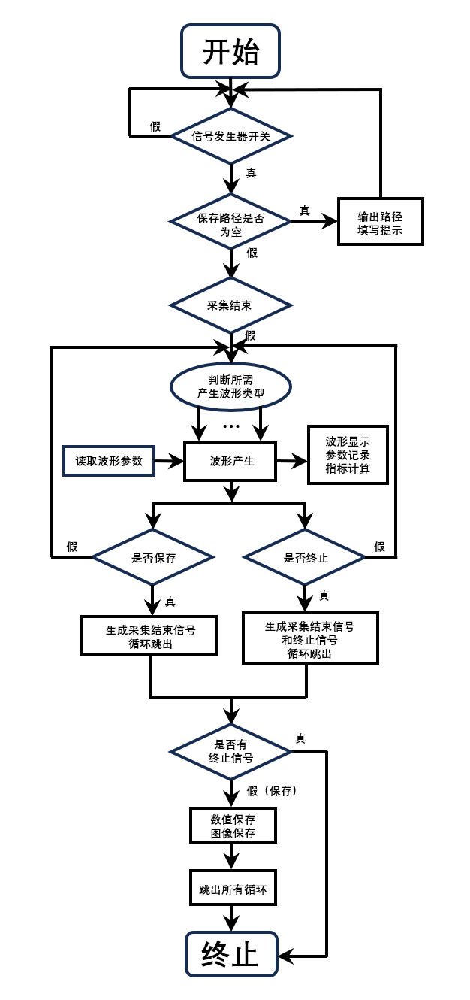 开始
假
信号发生器开关
真
保存路径是否
为空
真
输出路径
填写提示
假
采集结束
假
判断所需
产生波形类型
...
读取波形参数
波形产生
波形显示
参数记录
指标计算
假
是否保存
是否终止
假
真
真
生成采集结束信号
循环跳出
生成采集结束信号
和终止信号
循环跳出
是否有
终止信号
真
假（保存）
数值保存
图像保存
跳出所有循环
终止